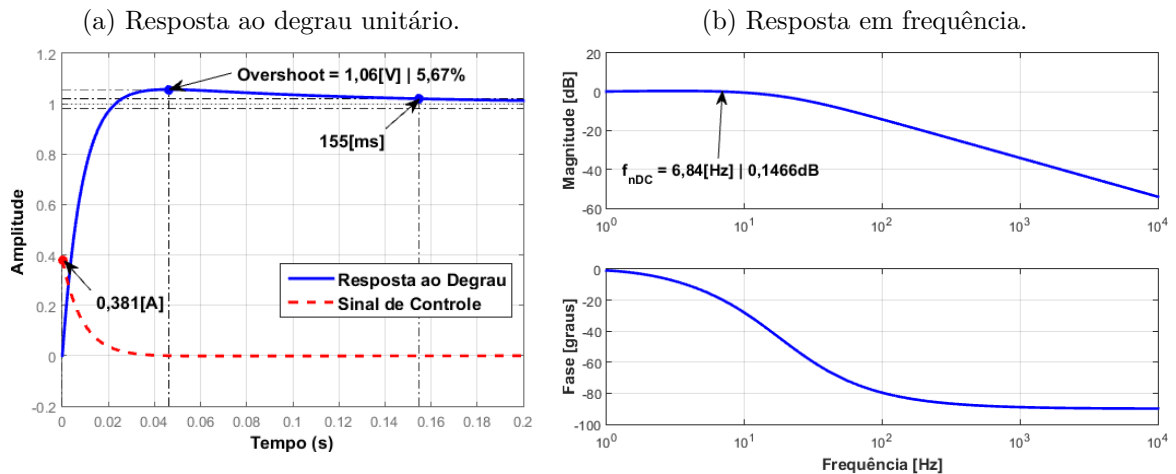 (a) Resposta ao degrau unitário.
1.2
1
0.8
0.6
0.4
0.2
0
-0.2
Amplitude
Overshoot = 1,06[V] | 5,67%
155[ms]
0,381[A]
Resposta ao Degrau
Sinal de Controle
0 0.02 0.04 0.06 0.08 0.1 0.12 0.14 0.16 0.18 0.2
Tempo (s)
(b) Resposta em frequência.
20
0
-20
-40
-60
Magnitude [dB]
f_nDC = 6,84[Hz] | 0,1466dB
10^0 10^1 10^2 10^3 10^4
0
-20
-40
-60
-80
-100
Fase [graus]
10^0 10^1 10^2 10^3 10^4
Frequência [Hz]